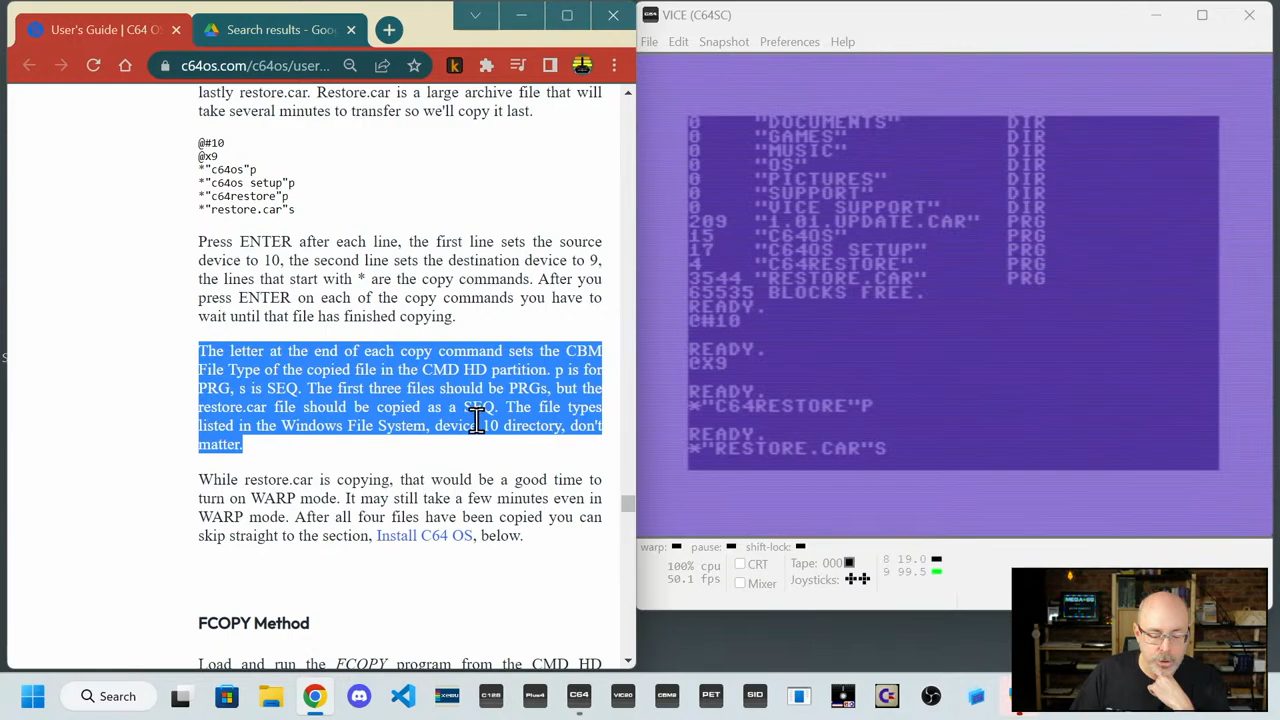 User's Guide | C64 O
Search results - Goo
c64os.com/c64os/user...
lastly restore.car. Restore.car is a large archive file that will
take several minutes to transfer so we'll copy it last.
@#10
@x9
*"c64os"p
*"c64os setup"p
*"c64restore"p
*"restore.car"s
Press ENTER after each line, the first line sets the source
device to 10, the second line sets the destination device to 9,
the lines that start with * are the copy commands. After you
press ENTER on each of the copy commands you have to
wait until that file has finished copying.
The letter at the end of each copy command sets the CBM
File Type of the copied file in the CMD HD partition. p is for
PRG, s is SEQ. The first three files should be PRGs, but the
restore.car file should be copied as a SEQ. The file types
listed in the Windows File System, device 10 directory, don't
matter.
While restore.car is copying, that would be a good time to
turn on WARP mode. It may still take a few minutes even in
WARP mode. After all four files have been copied you can
skip straight to the section, Install C64 OS, below.
FCOPY Method
Load and run the FCOPY program from the CMD HD
VICE (C64SC)
File Edit Snapshot Preferences Help
0 "DOCUMENTS" DIR
0 "GAMES" DIR
0 "MUSIC" DIR
0 "OS" DIR
0 "PICTURES" DIR
0 "SUPPORT" DIR
0 "VICE SUPPORT" DIR
209 "1.01.UPDATE.CAR" PRG
15 "C64OS" PRG
17 "C64OS SETUP" PRG
4 "C64RESTORE" PRG
3544 "RESTORE.CAR" PRG
65535 BLOCKS FREE.
READY.
@#10
READY.
@X9
READY.
*"C64RESTORE"P
READY.
*"RESTORE.CAR"S
warp: pause: shift-lock:
100% cpu
50.1 fps
CRT
Mixer
Tape: 000
Joysticks:
8 19.0
9 99.5
MEGA65
Search
C128
Plus4
C64
VIC20
CBM2
PET
SID